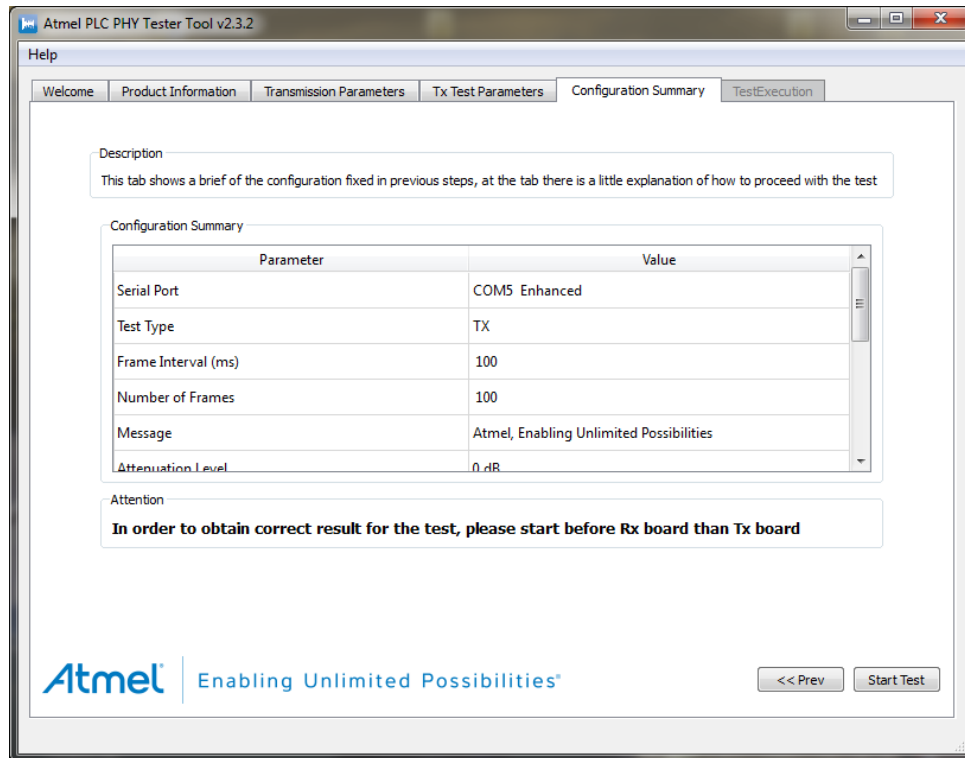 Atmel PLC PHY Tester Tool v2.3.2
Help
Welcome Product Information Transmission Parameters Tx Test Parameters Configuration Summary TestExecution
Description
This tab shows a brief of the configuration fixed in previous steps, at the tab there is a little explanation of how to proceed with the test
Configuration Summary
Parameter Value
Serial Port COM5 Enhanced
Test Type TX
Frame Interval (ms) 100
Number of Frames 100
Message Atmel, Enabling Unlimited Possibilities
Attenuation Level 0 dB
Attention
In order to obtain correct result for the test, please start before Rx board than Tx board
Atmel Enabling Unlimited Possibilities®
<< Prev Start Test